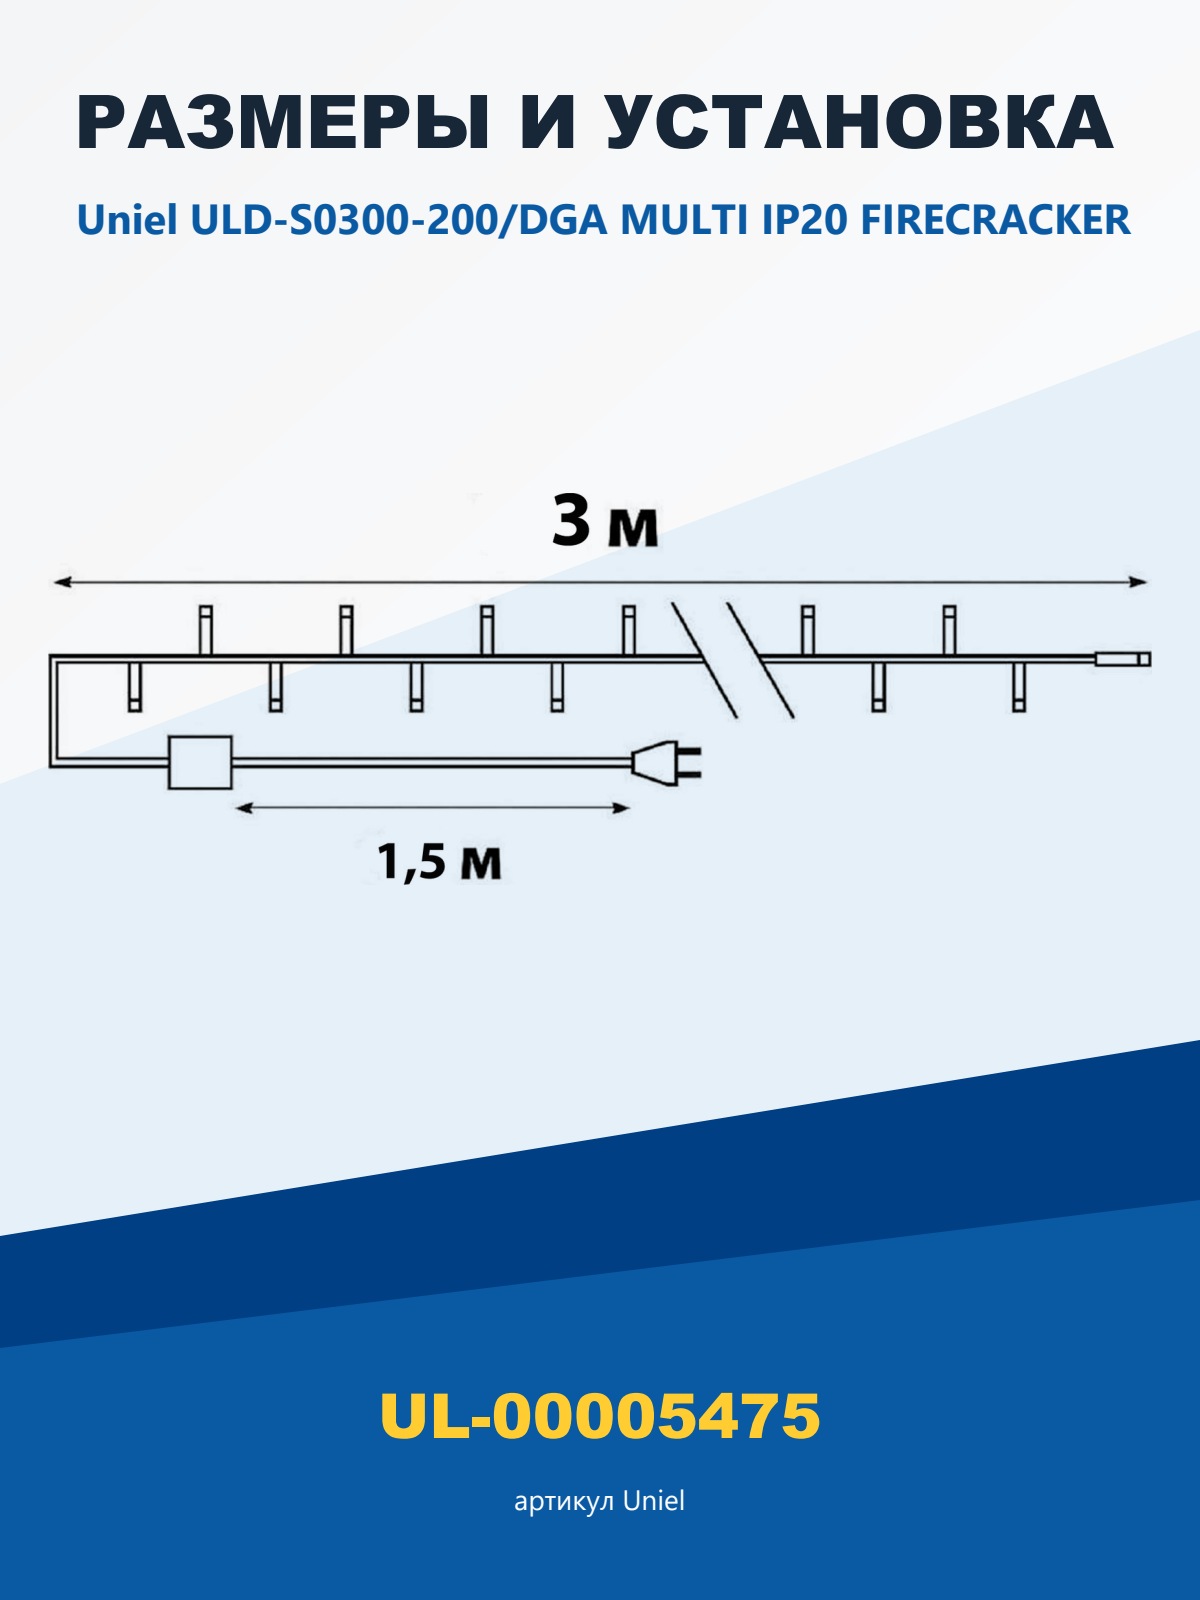 РАЗМЕРЫ И УСТАНОВКА
Uniel ULD-S0300-200/DGA MULTI IP20 FIRECRACKER
3 м
1,5 м
UL-00005475
артикул Uniel